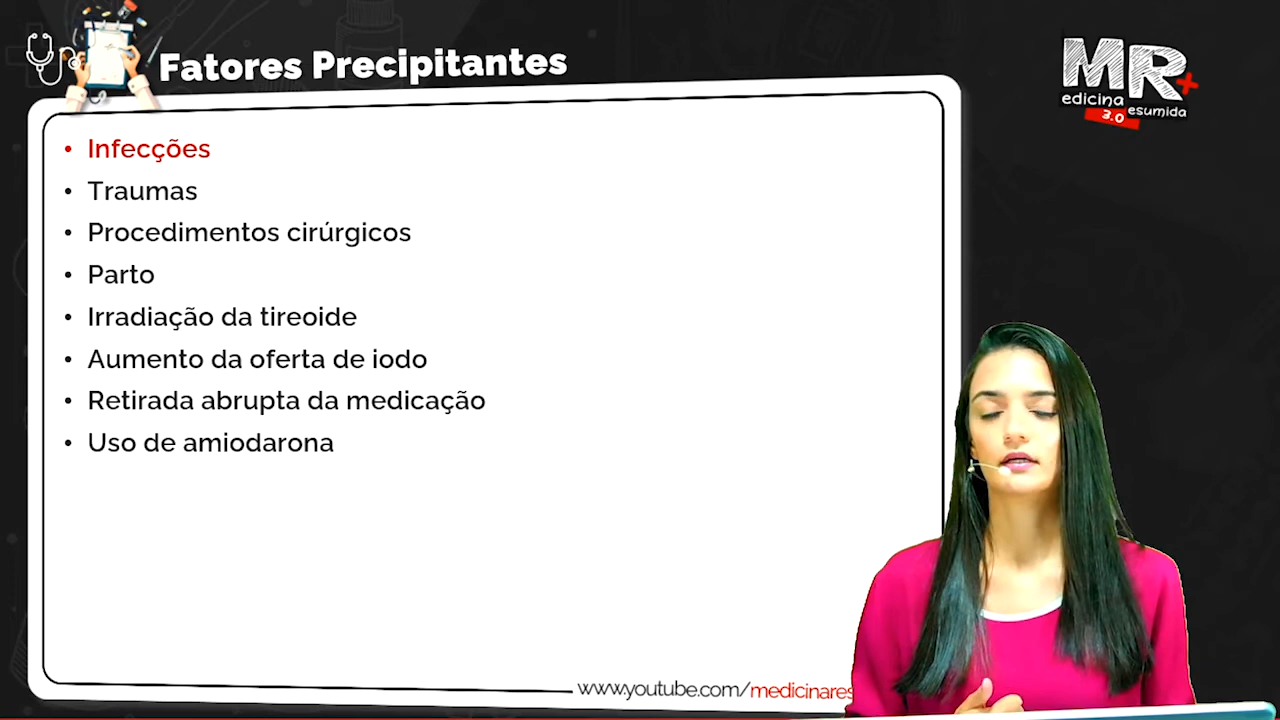 Fatores Precipitantes
MR+
edicina esumida
3.0
• Infecções
• Traumas
• Procedimentos cirúrgicos
• Parto
• Irradiação da tireoide
• Aumento da oferta de iodo
• Retirada abrupta da medicação
• Uso de amiodarona
www.youtube.com/medicinares